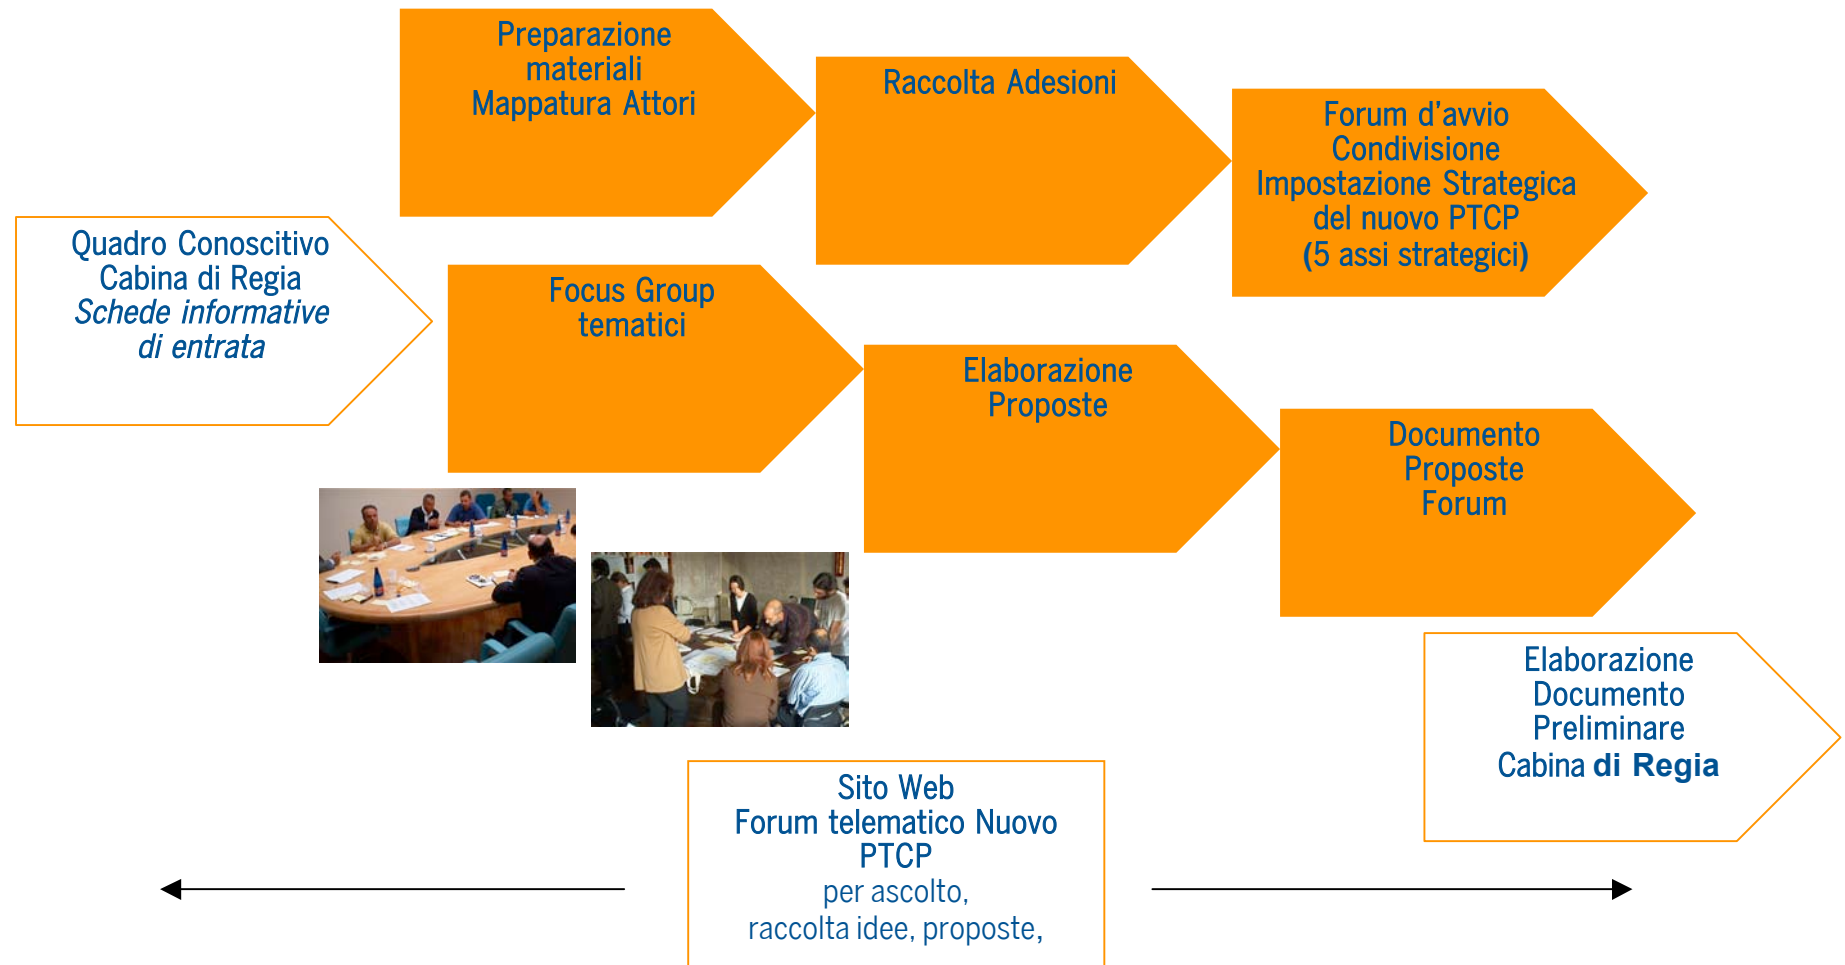 Preparazione
materiali
Mappatura Attori
Raccolta Adesioni
Forum d'avvio
Condivisione
Impostazione Strategica
del nuovo PTCP
(5 assi strategici)
Quadro Conoscitivo
Cabina di Regia
Schede informative
di entrata
Focus Group
tematici
Elaborazione
Proposte
Documento
Proposte
Forum
Elaborazione
Documento
Preliminare
Cabina di Regia
Sito Web
Forum telematico Nuovo
PTCP
per ascolto,
raccolta idee, proposte,